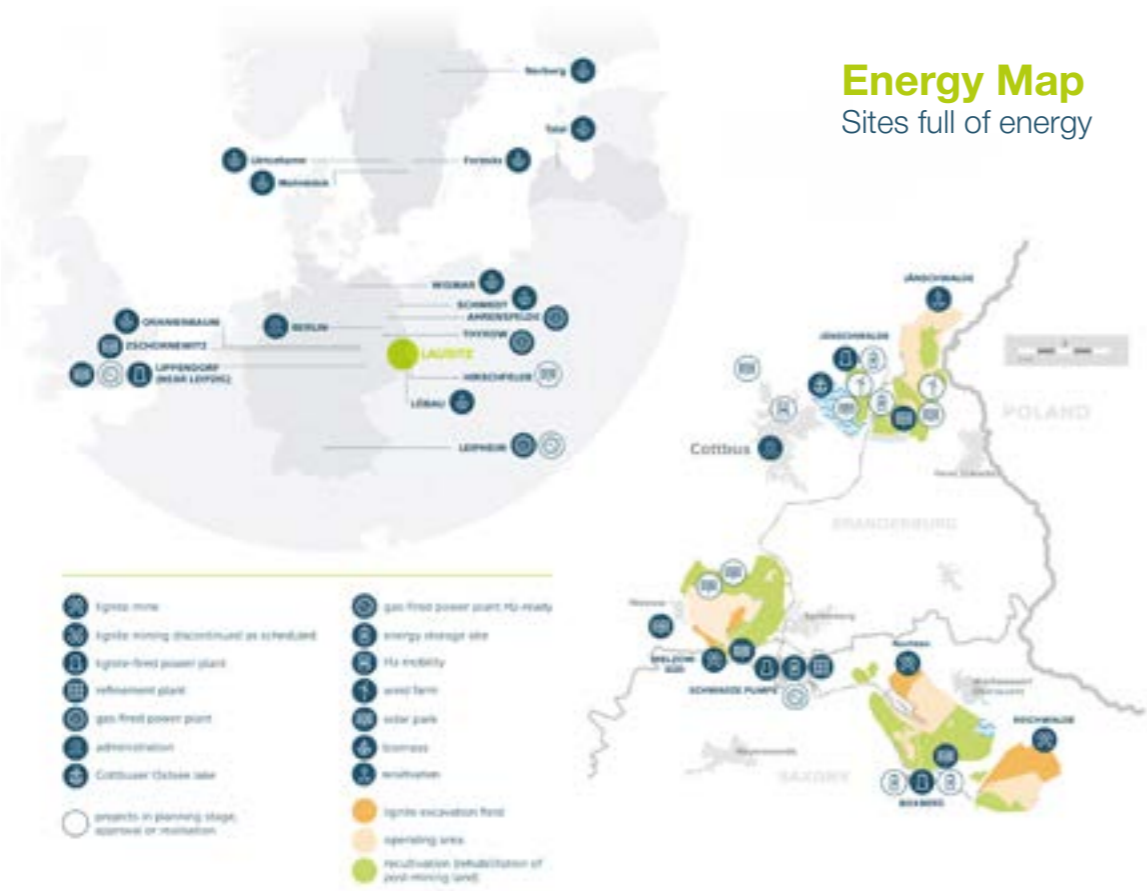 Energy Map
Sites full of energy
Norberg
WISMAR
SCHWEDT
AHRENSFELDE
ORANIENBAUM
BERLIN
THYROW
ZSCHORNEWITZ
LAUSITZ
LIPPENDORF
(NEAR LEIPZIG)
HIRSCHFELDE
LÖBAU
LEIPHEIM
JÄNSCHWALDE
JÄNSCHWALDE
POLAND
Cottbus
BRANDENBURG
WELZOW
SÜD
SCHWARZE PUMPE
Nochten
REICHWALDE
SAXONY
BOXBERG
lignite mine
lignite mining discontinued as scheduled
lignite-fired power plant
refinement plant
gas-fired power plant
administration
Cottbuser Ostsee lake
projects in planning stage,
approval or realisation
gas-fired power plant H2-ready
energy storage site
H2-mobility
wind farm
solar park
biomass
recultivation
lignite excavation field
operating area
recultivation (rehabilitation of
post-mining land)